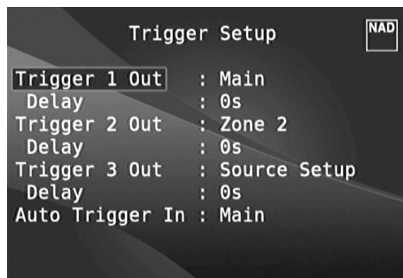 Trigger Setup
NAD
Trigger 1 Out : Main
Delay : 0s
Trigger 2 Out : Zone 2
Delay : 0s
Trigger 3 Out : Source Setup
Delay : 0s
Auto Trigger In : Main